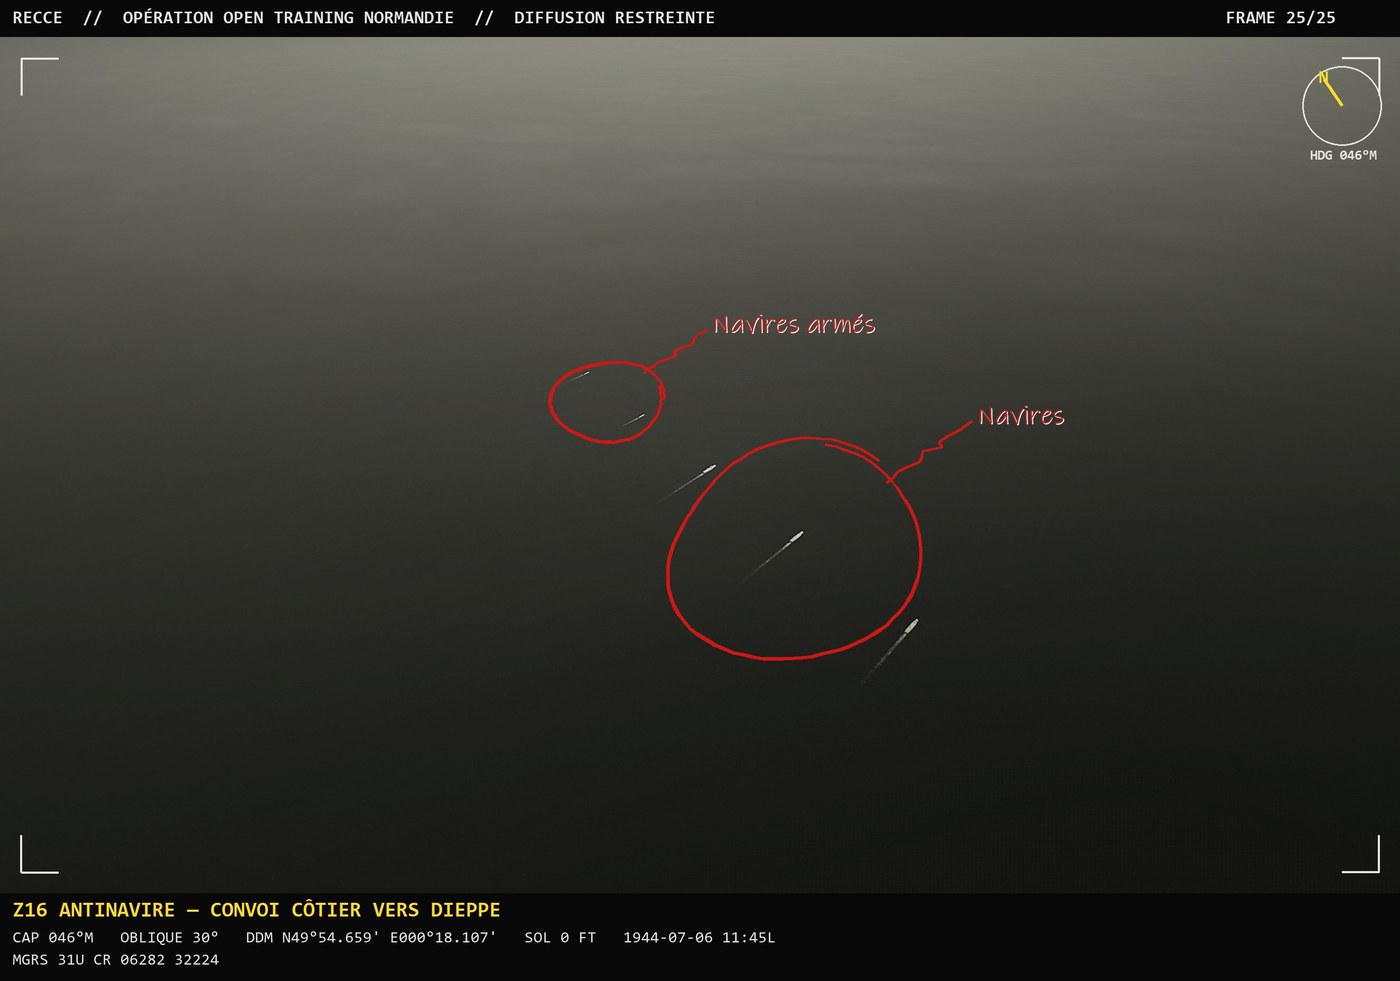 RECCE // OPÉRATION OPEN TRAINING NORMANDIE // DIFFUSION RESTREINTE FRAME 25/25
N
HDG 046°M
Navires armés
Navires
Z16 ANTINAVIRE — CONVOI CÔTIER VERS DIEPPE
CAP 046°M OBLIQUE 30° DDM N49°54.659' E000°18.107' SOL 0 FT 1944-07-06 11:45L
MGRS 31U CR 06282 32224